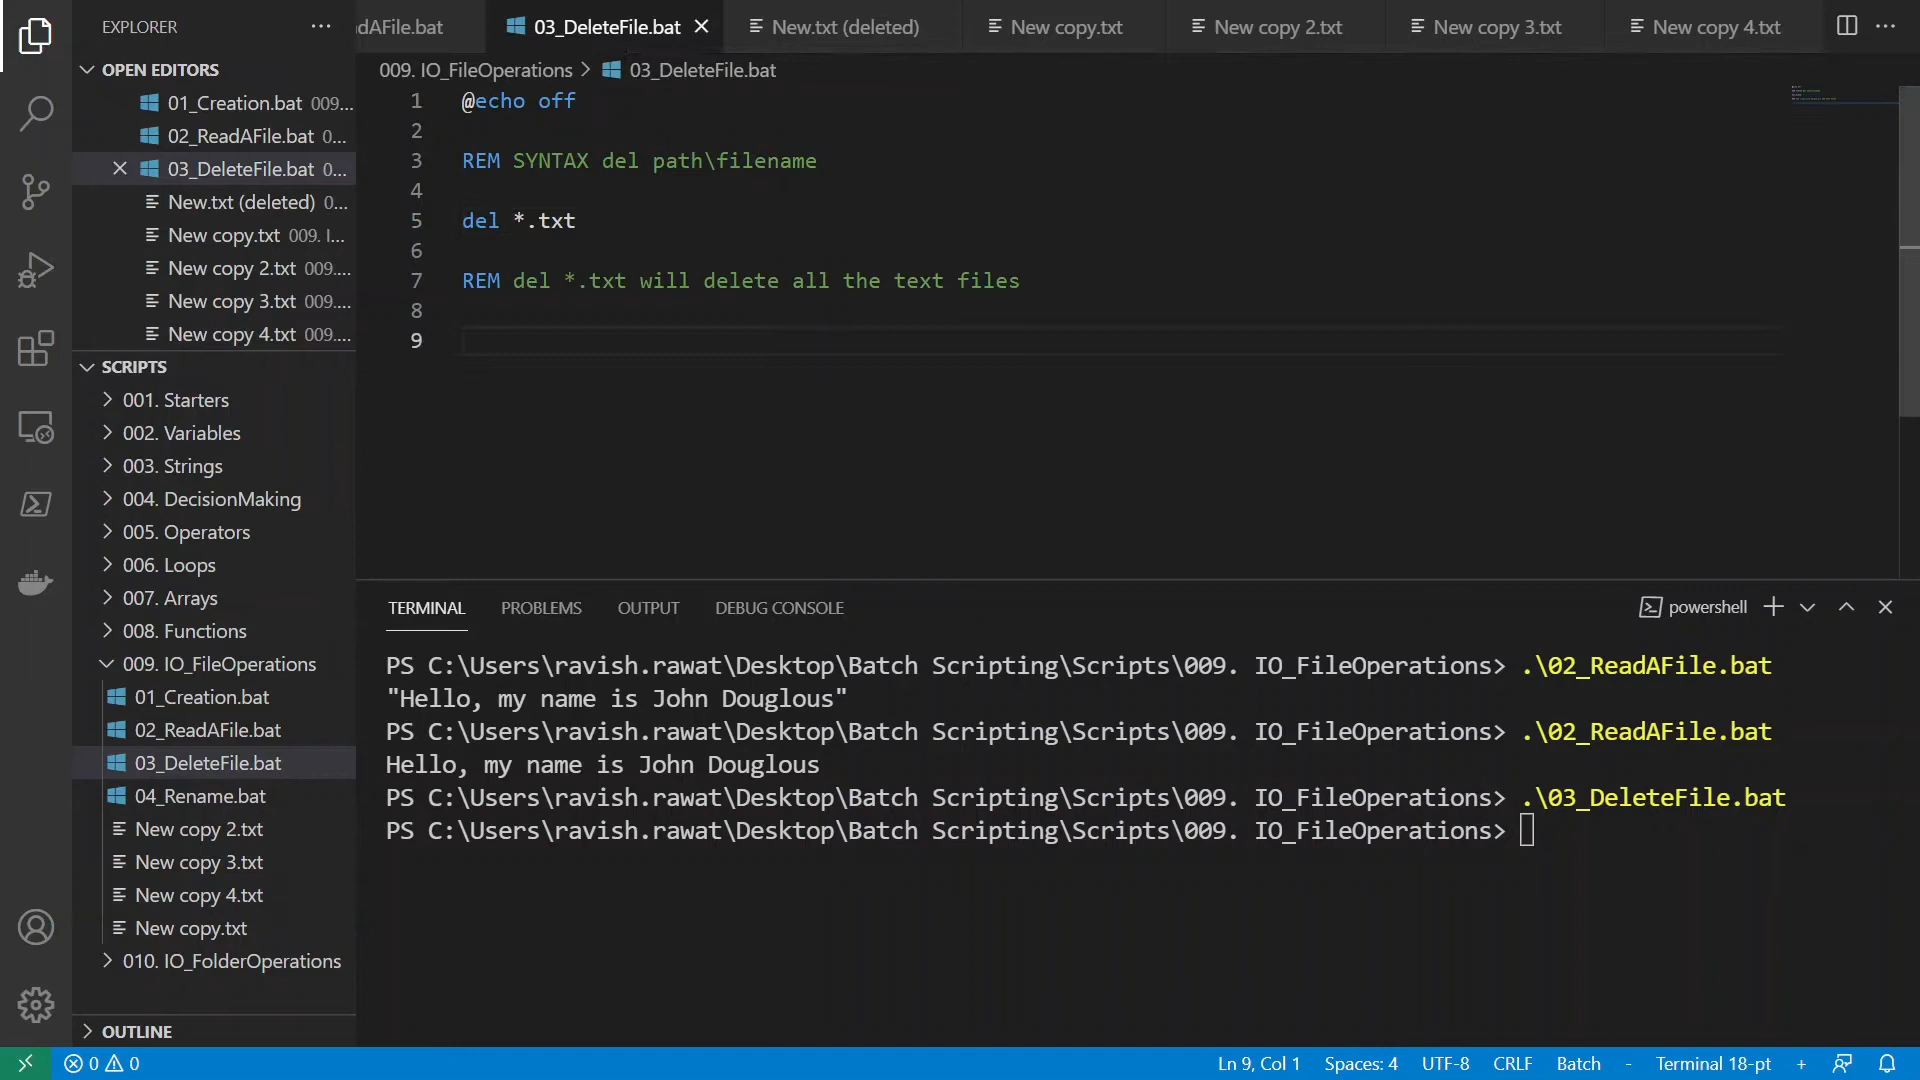 EXPLORER
OPEN EDITORS
01_Creation.bat 009...
02_ReadAFile.bat 0...
03_DeleteFile.bat 0...
New.txt (deleted) 0...
New copy.txt 009. I...
New copy 2.txt 009....
New copy 3.txt 009....
New copy 4.txt 009....
SCRIPTS
001. Starters
002. Variables
003. Strings
004. DecisionMaking
005. Operators
006. Loops
007. Arrays
008. Functions
009. IO_FileOperations
01_Creation.bat
02_ReadAFile.bat
03_DeleteFile.bat
04_Rename.bat
New copy 2.txt
New copy 3.txt
New copy 4.txt
New copy.txt
010. IO_FolderOperations
OUTLINE
dAFile.bat 03_DeleteFile.bat New.txt (deleted) New copy.txt New copy 2.txt New copy 3.txt New copy 4.txt
009. IO_FileOperations > 03_DeleteFile.bat
1 @echo off
2
3 REM SYNTAX del path\filename
4
5 del *.txt
6
7 REM del *.txt will delete all the text files
8
9
TERMINAL PROBLEMS OUTPUT DEBUG CONSOLE powershell
PS C:\Users\ravish.rawat\Desktop\Batch Scripting\Scripts\009. IO_FileOperations> .\02_ReadAFile.bat
"Hello, my name is John Douglous"
PS C:\Users\ravish.rawat\Desktop\Batch Scripting\Scripts\009. IO_FileOperations> .\02_ReadAFile.bat
Hello, my name is John Douglous
PS C:\Users\ravish.rawat\Desktop\Batch Scripting\Scripts\009. IO_FileOperations> .\03_DeleteFile.bat
PS C:\Users\ravish.rawat\Desktop\Batch Scripting\Scripts\009. IO_FileOperations>
0 0 Ln 9, Col 1 Spaces: 4 UTF-8 CRLF Batch - Terminal 18-pt +